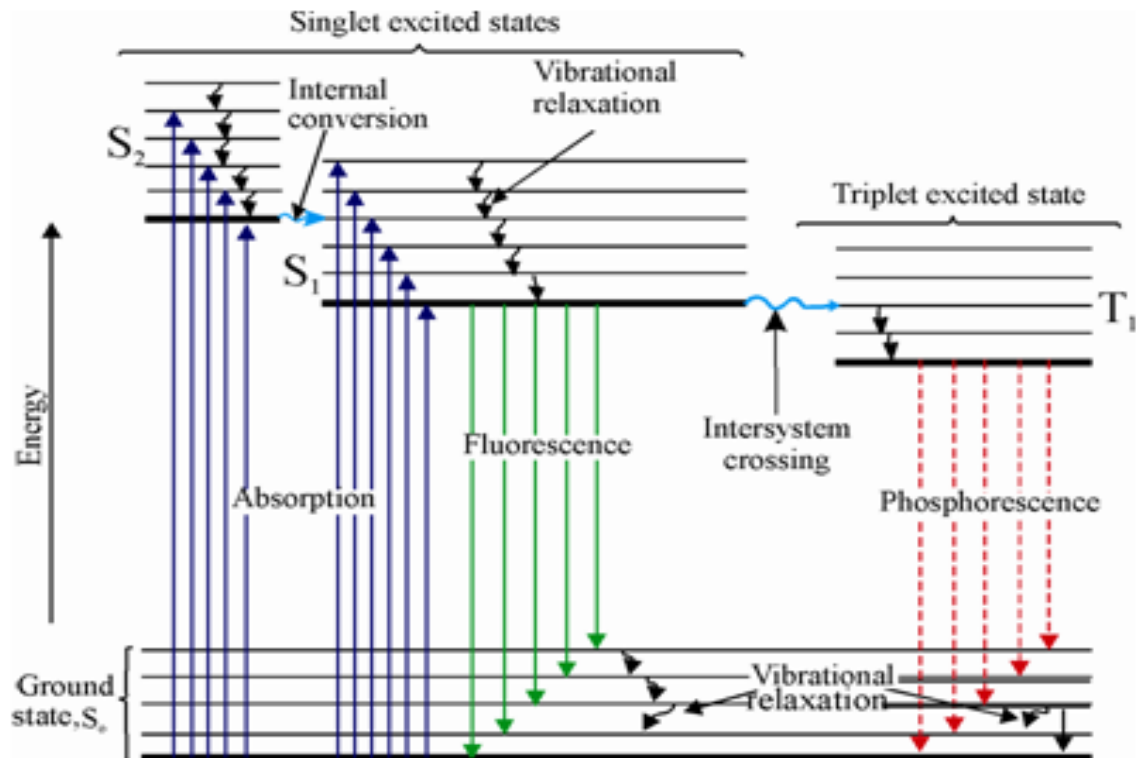 Singlet excited states
Internal
conversion
Vibrational
relaxation
S2
Triplet excited state
S1
T1
Energy
Fluorescence
Intersystem
crossing
Absorption
Phosphorescence
Ground
state, So
Vibrational
relaxation